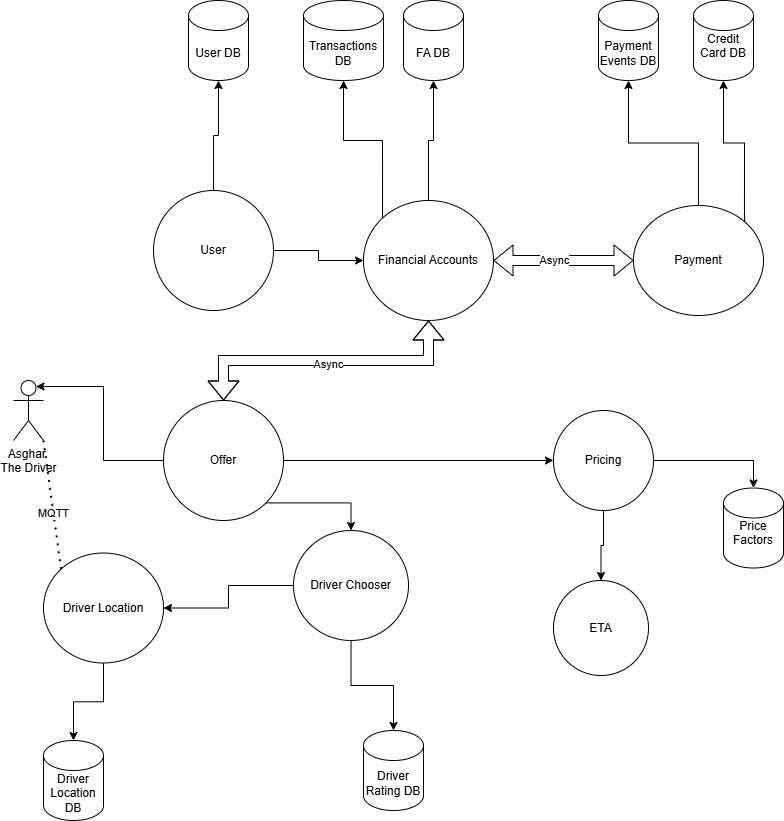 User DB
Transactions
DB
FA DB
Payment
Events DB
Credit
Card DB
User
Financial Accounts
Async
Payment
Async
Asghar
The Driver
Offer
Pricing
MQTT
Price
Factors
Driver Chooser
Driver Location
ETA
Driver
Location
DB
Driver
Rating DB